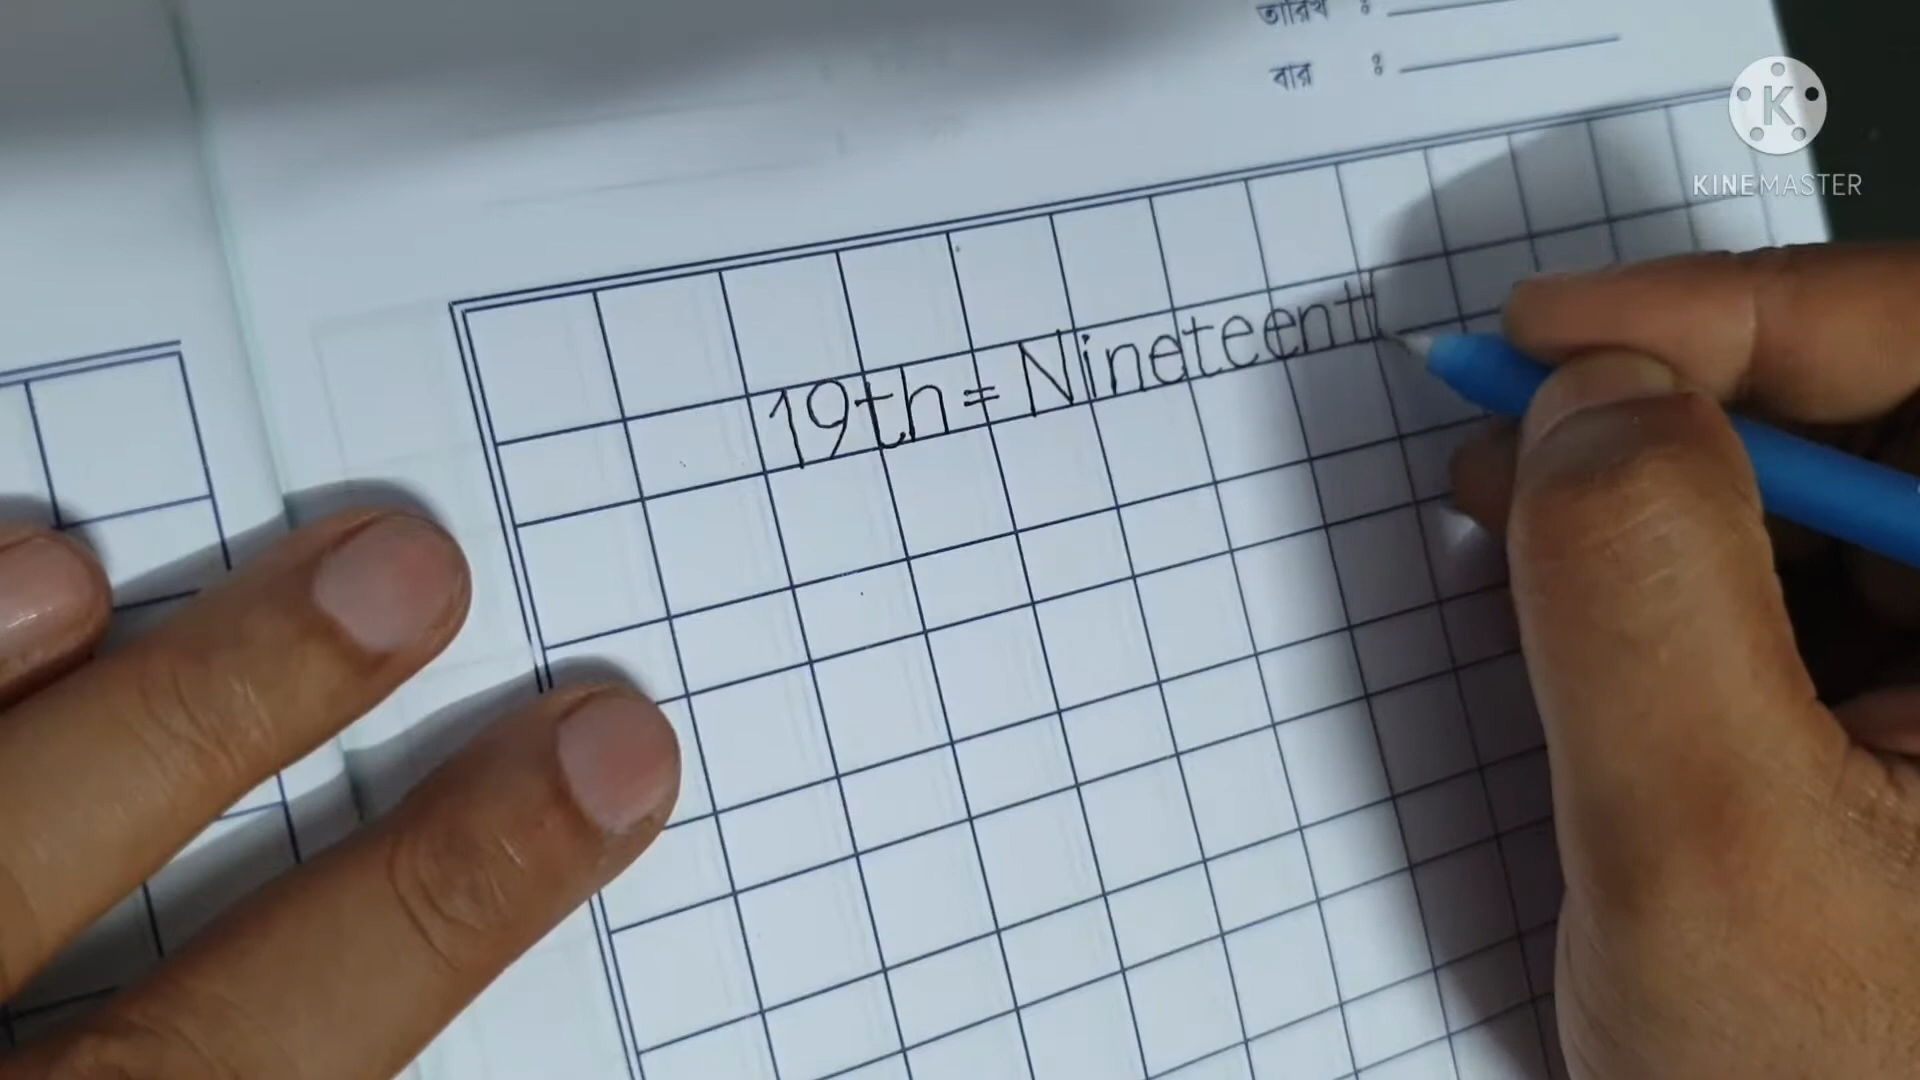 তারিখ :
বার :
K
KINEMASTER
19th = Nineteent